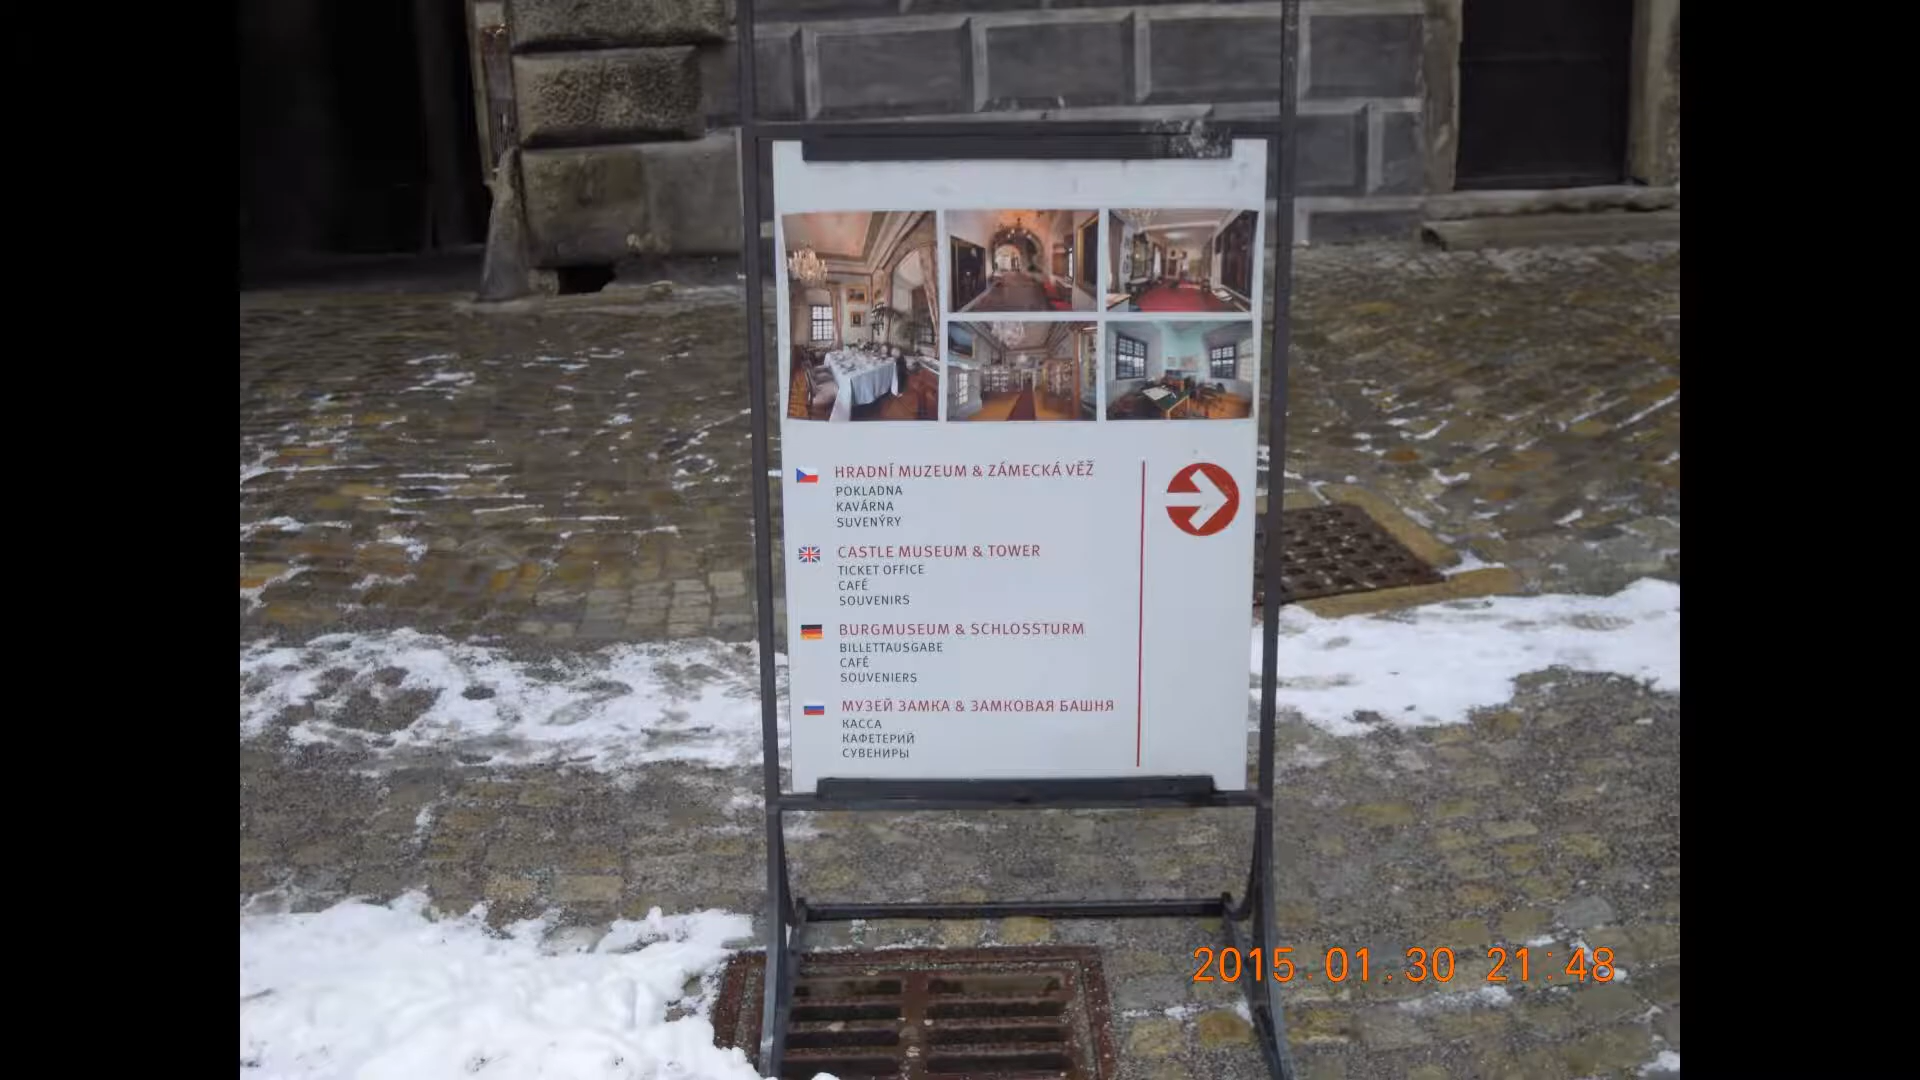 HRADNÍ MUZEUM & ZÁMECKÁ VĚŽ
POKLADNA
KAVÁRNA
SUVENÝRY
CASTLE MUSEUM & TOWER
TICKET OFFICE
CAFÉ
SOUVENIRS
BURGMUSEUM & SCHLOSSTURM
BILLETTAUSGABE
CAFÉ
SOUVENIERS
МУЗЕЙ ЗАМКА & ЗАМКОВАЯ БАШНЯ
КАССА
КАФЕТЕРИЙ
СУВЕНИРЫ
2015.01.30 21:48